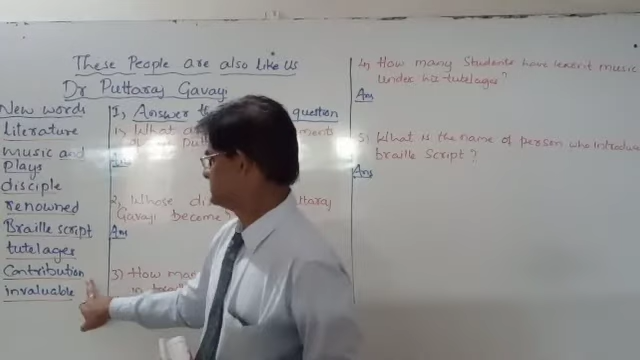 These People are also like us
Dr Puttaraj Gavayi
New words
literature
music and
plays
disciple
renowned
Braille script
tutelages
Contribution
invaluable
I, Answer question
1, What
Ans
2, Whose Puttaraj
Gavayi become
Ans
3) How
in
4, How many Students have learnt music
under his tutelages?
Ans
5, What is the name of person who introduce
braille script?
Ans